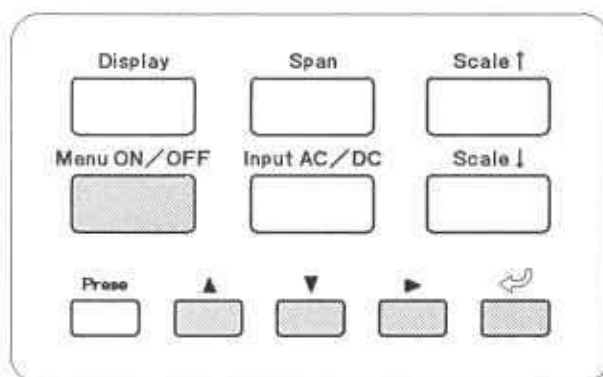 Display Span Scale↑
Menu ON／OFF Input AC／DC Scale↓
Prese ▲ ▼ ►